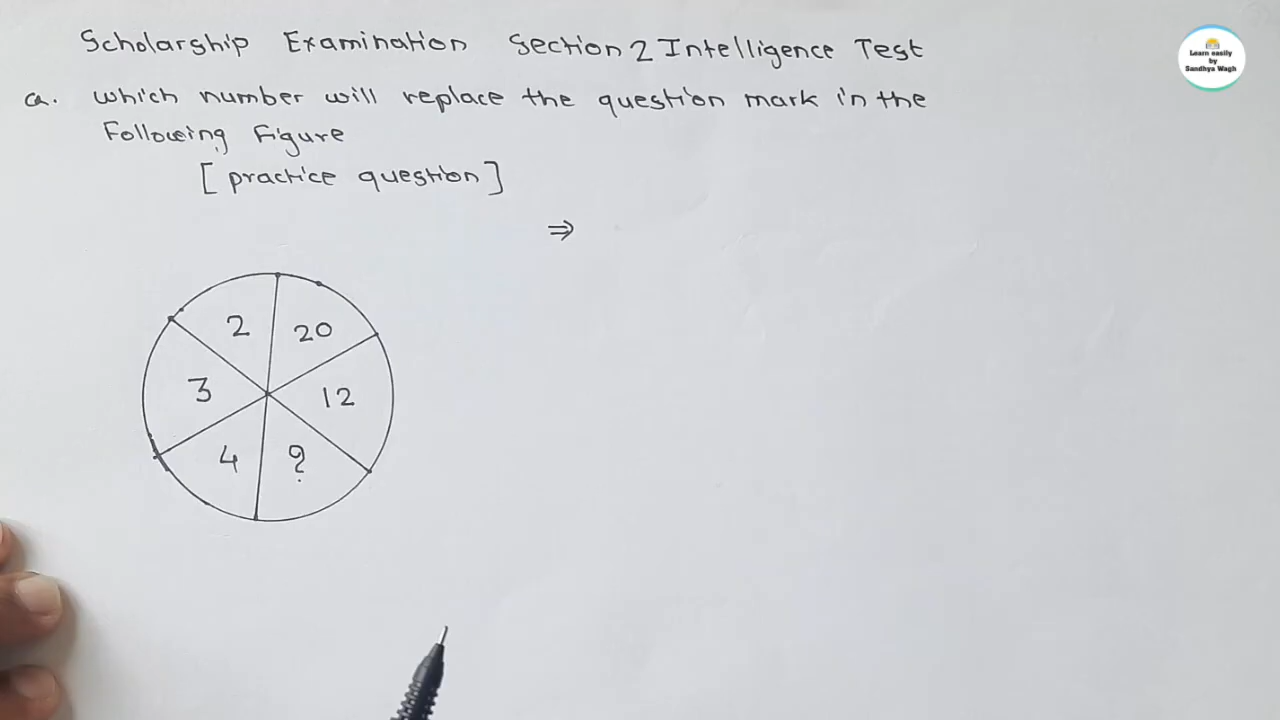 Scholarship Examination Section 2 Intelligence Test
Q. which number will replace the question mark in the
Following Figure
[practice question]
⇒
2 20
3 12
4 ?
Learn easily
by
Sandhya Wagh